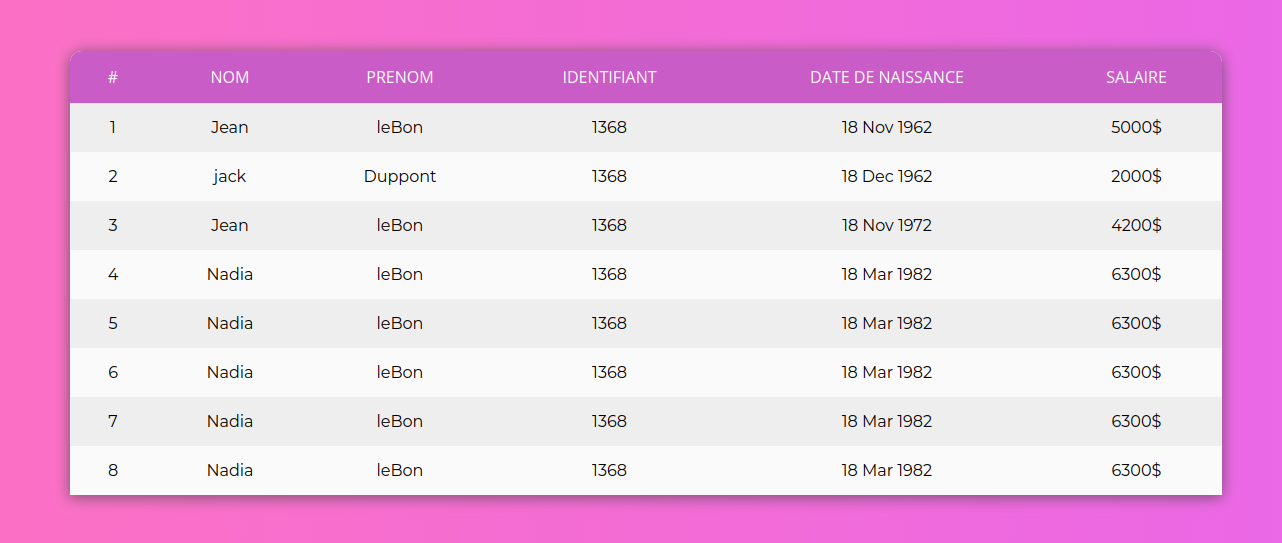 # NOM PRENOM IDENTIFIANT DATE DE NAISSANCE SALAIRE
1 Jean leBon 1368 18 Nov 1962 5000$
2 jack Duppont 1368 18 Dec 1962 2000$
3 Jean leBon 1368 18 Nov 1972 4200$
4 Nadia leBon 1368 18 Mar 1982 6300$
5 Nadia leBon 1368 18 Mar 1982 6300$
6 Nadia leBon 1368 18 Mar 1982 6300$
7 Nadia leBon 1368 18 Mar 1982 6300$
8 Nadia leBon 1368 18 Mar 1982 6300$